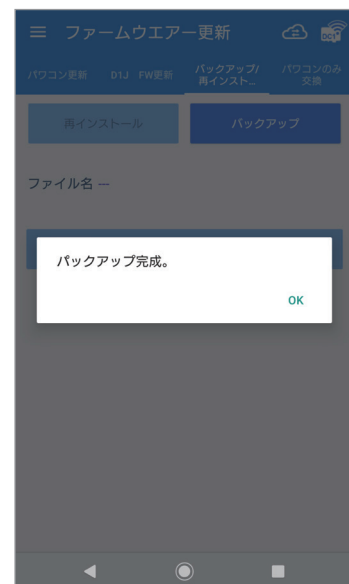 ファームウエアー更新
DC1
パワコン更新
D1J FW更新
バックアップ/
再インスト...
パワコンのみ
交換
再インストール
バックアップ
ファイル名 ---
バックアップ完成。
OK